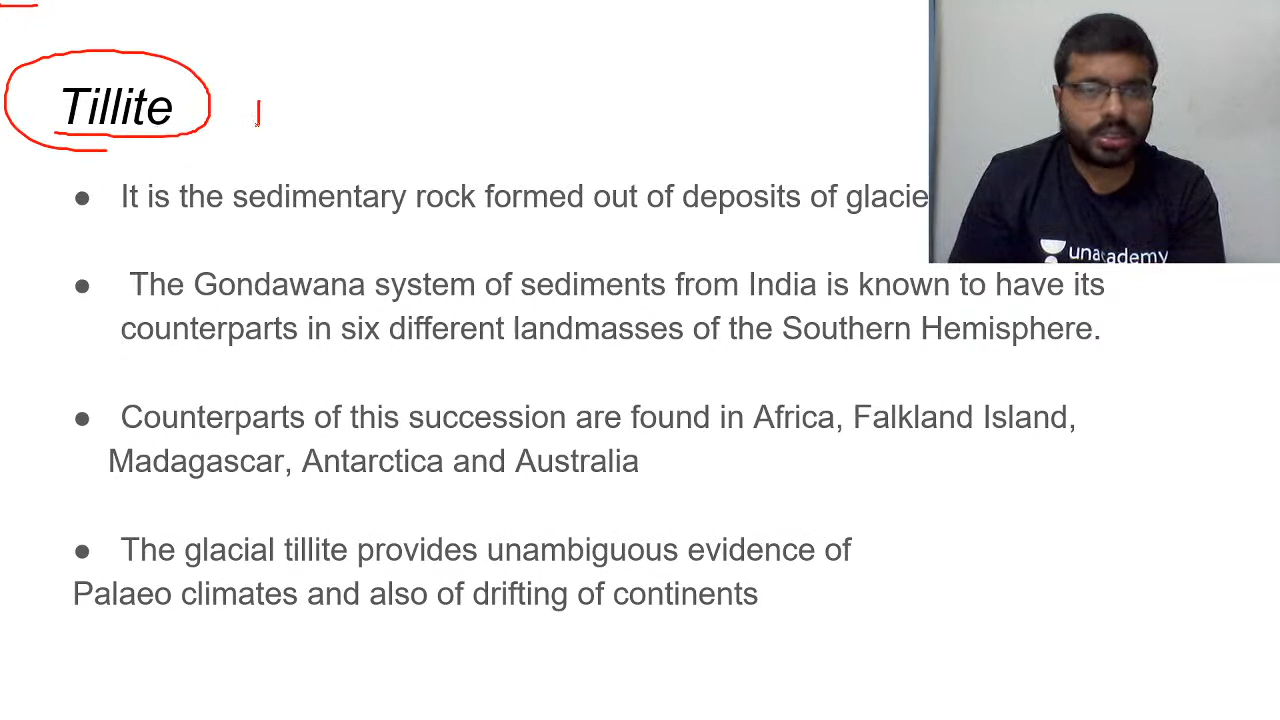 Tillite
● It is the sedimentary rock formed out of deposits of
● The Gondawana system of sediments from India is known to have its
counterparts in six different landmasses of the Southern Hemisphere.
● Counterparts of this succession are found in Africa, Falkland Island,
Madagascar, Antarctica and Australia
● The glacial tillite provides unambiguous evidence of
Palaeo climates and also of drifting of continents
unacademy